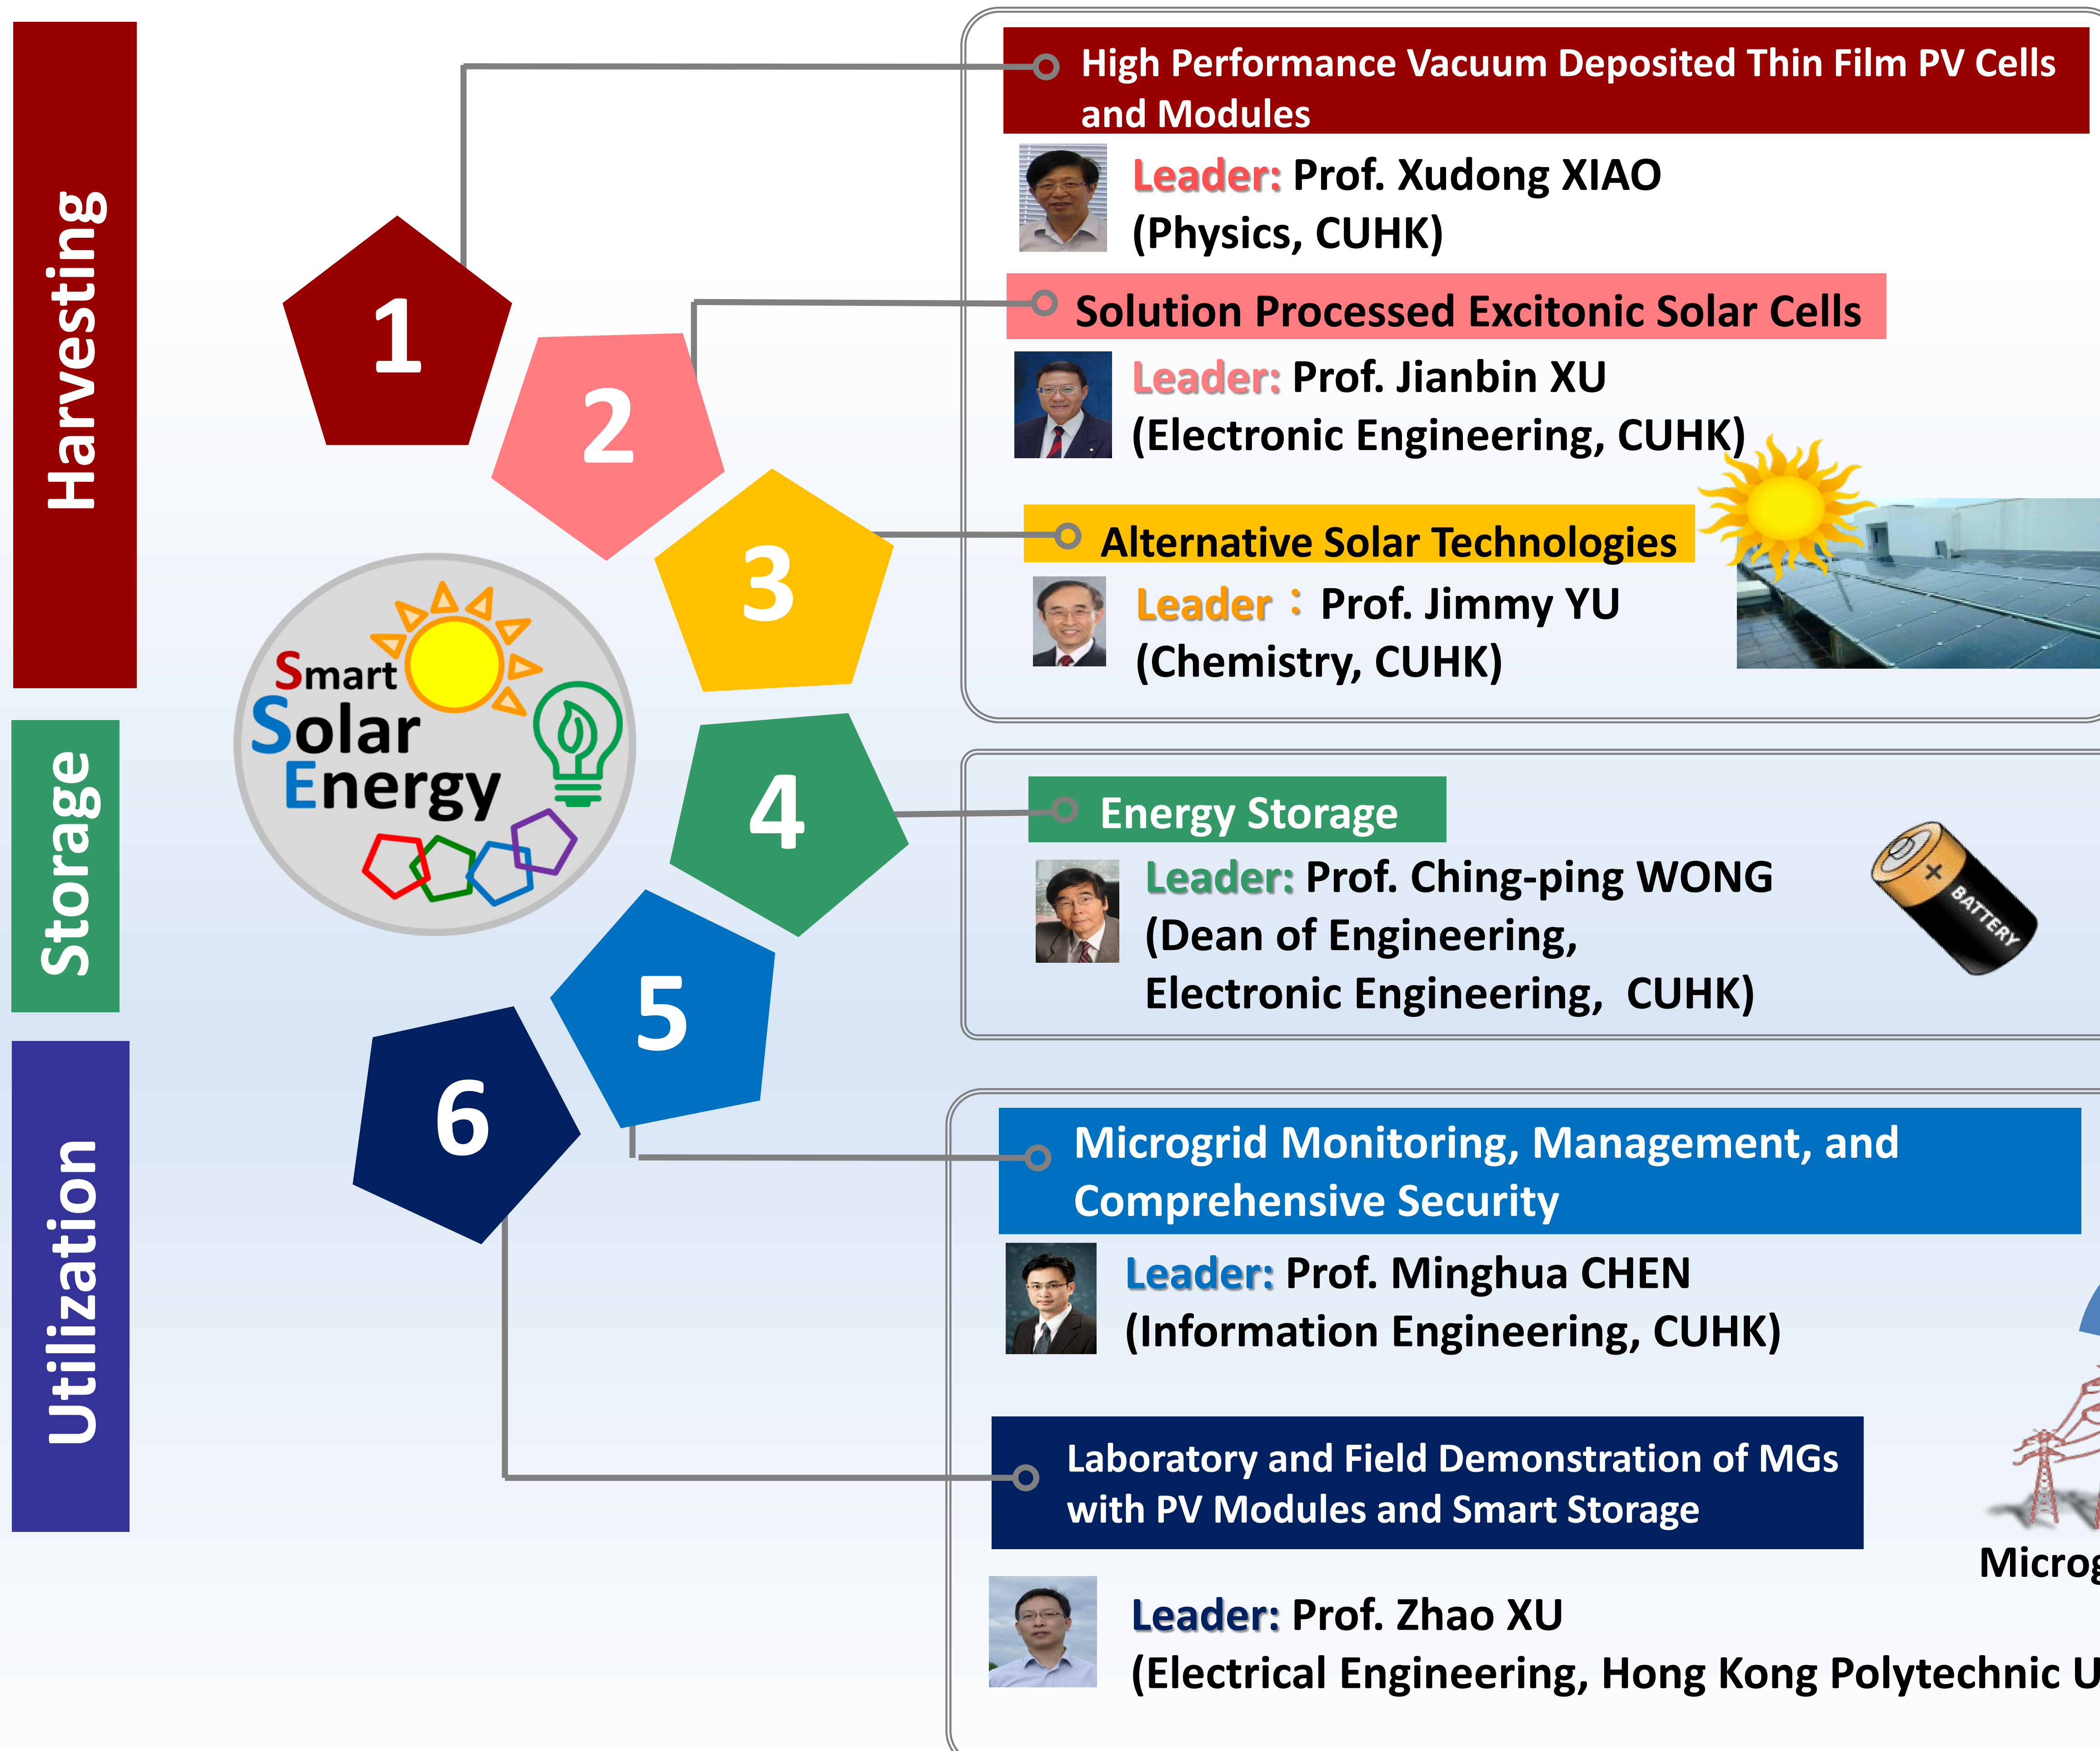 Harvesting
Storage
Utilization
1
2
3
4
5
6
Smart
Solar
Energy
High Performance Vacuum Deposited Thin Film PV Cells
and Modules
Leader: Prof. Xudong XIAO
(Physics, CUHK)
Solution Processed Excitonic Solar Cells
Leader: Prof. Jianbin XU
(Electronic Engineering, CUHK)
Alternative Solar Technologies
Leader：Prof. Jimmy YU
(Chemistry, CUHK)
Energy Storage
Leader: Prof. Ching-ping WONG
(Dean of Engineering,
Electronic Engineering, CUHK)
+ BATTERY
Microgrid Monitoring, Management, and
Comprehensive Security
Leader: Prof. Minghua CHEN
(Information Engineering, CUHK)
Laboratory and Field Demonstration of MGs
with PV Modules and Smart Storage
Leader: Prof. Zhao XU
(Electrical Engineering, Hong Kong Polytechnic